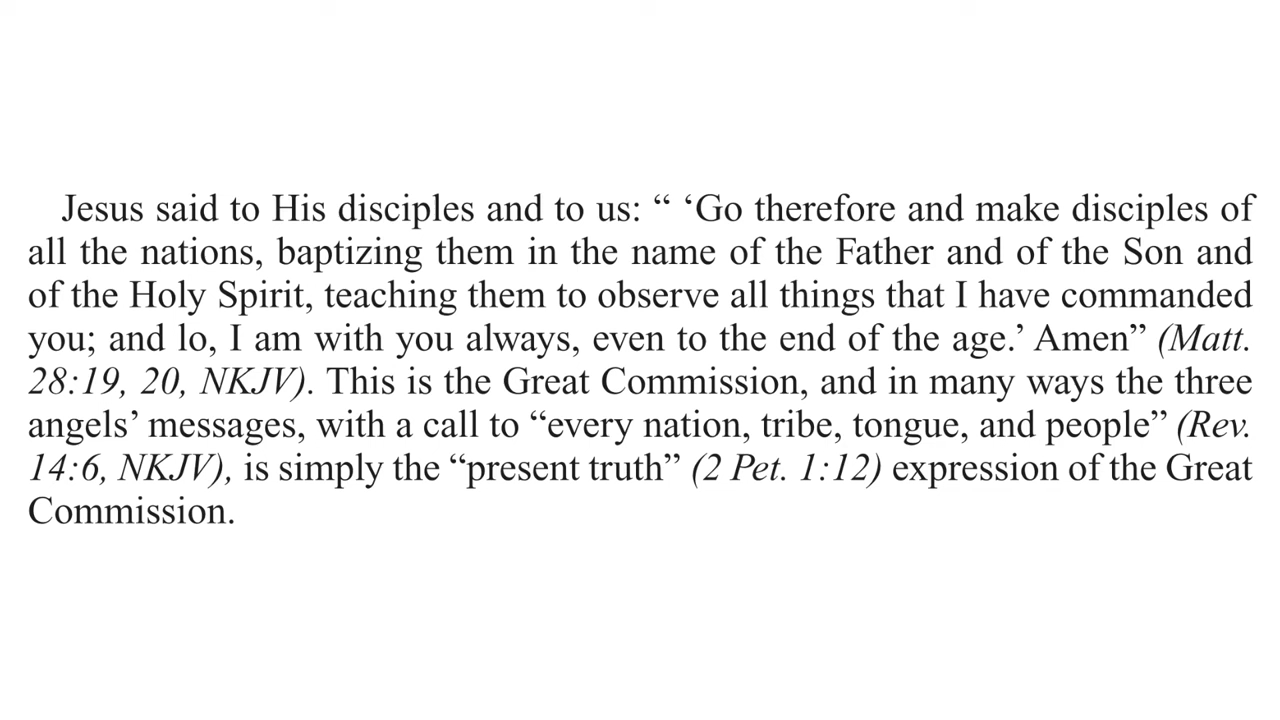 Jesus said to His disciples and to us: “ ‘Go therefore and make disciples of
all the nations, baptizing them in the name of the Father and of the Son and
of the Holy Spirit, teaching them to observe all things that I have commanded
you; and lo, I am with you always, even to the end of the age.’ Amen” (Matt.
28:19, 20, NKJV). This is the Great Commission, and in many ways the three
angels’ messages, with a call to “every nation, tribe, tongue, and people” (Rev.
14:6, NKJV), is simply the “present truth” (2 Pet. 1:12) expression of the Great
Commission.